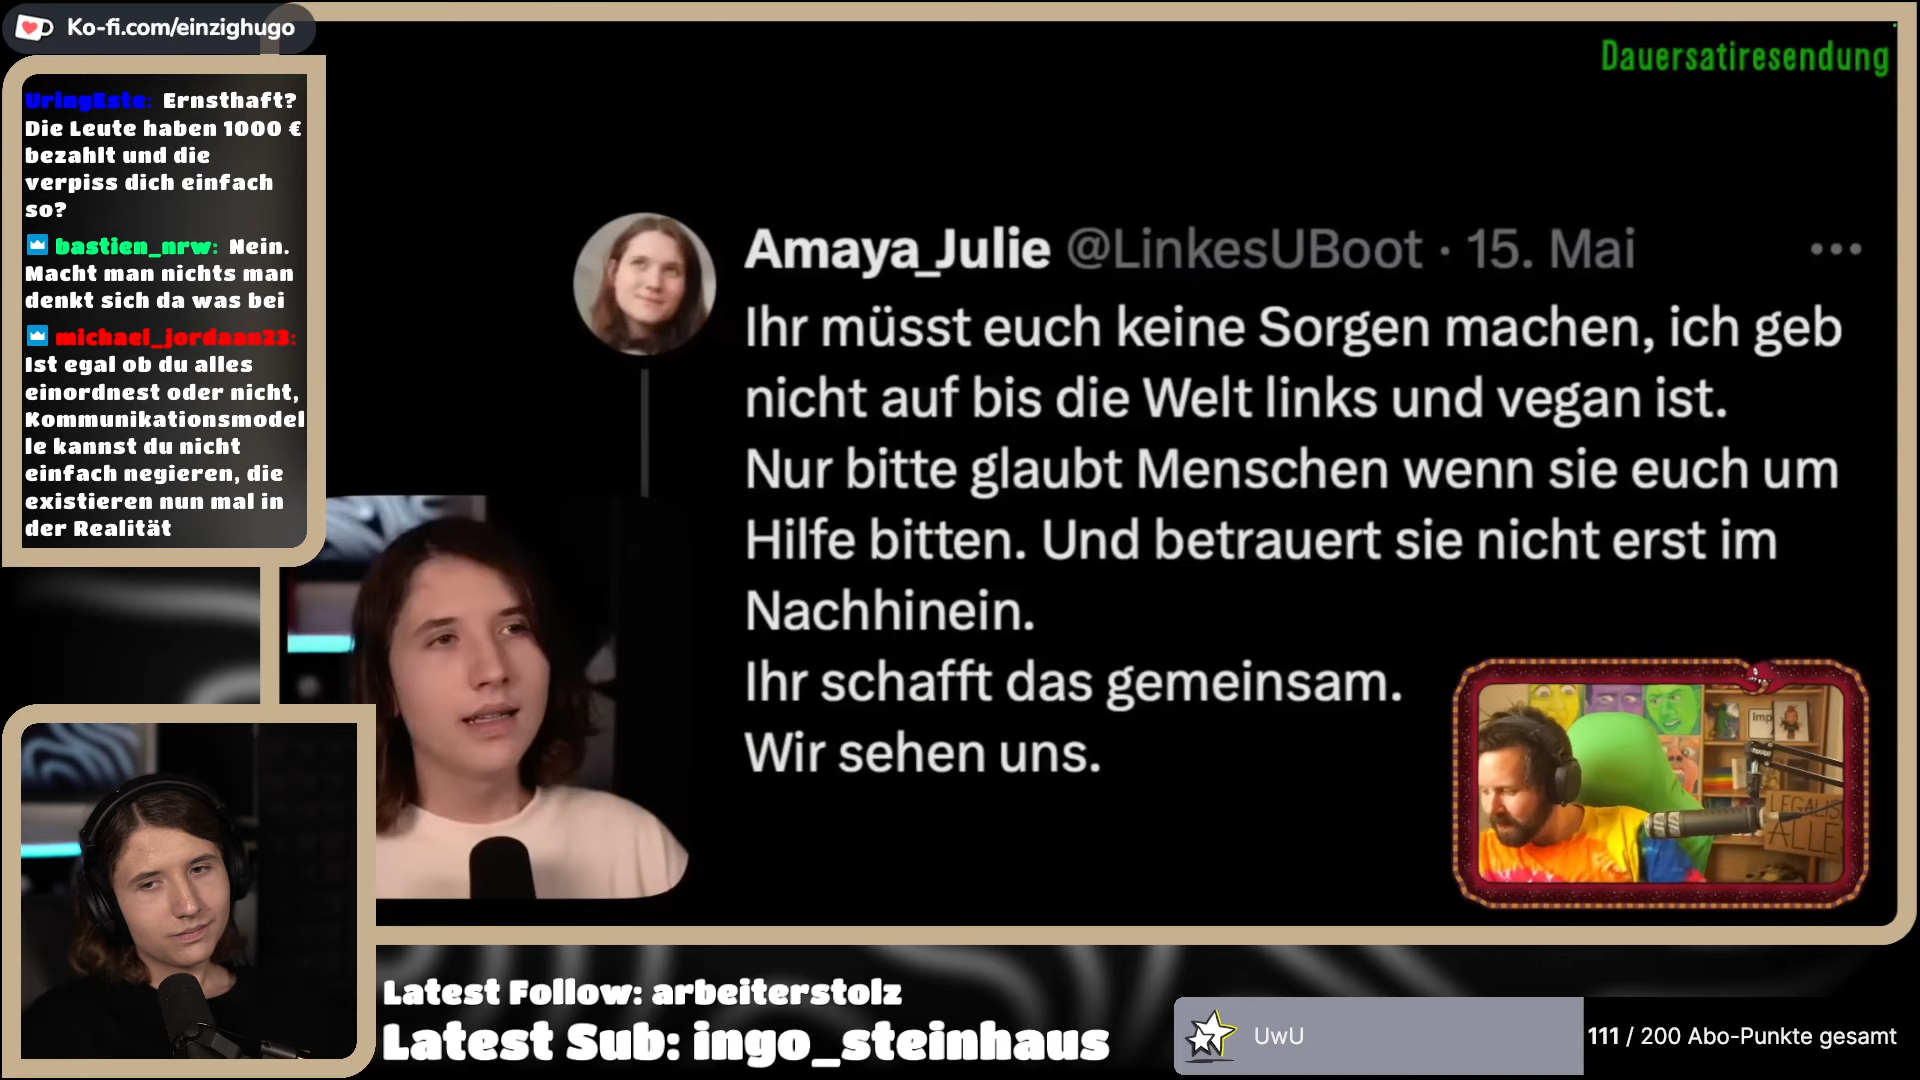 Ko-fi.com/einzighugo
Dauersatiresendung
UringEste: Ernsthaft?
Die Leute haben 1000 €
bezahlt und die
verpiss dich einfach
so?
bastien_nrw: Nein.
Macht man nichts man
denkt sich da was bei
michael_jordaan23:
Ist egal ob du alles
einordnest oder nicht,
Kommunikationsmodel
le kannst du nicht
einfach negieren, die
existieren nun mal in
der Realität
Amaya_Julie @LinkesUBoot · 15. Mai
Ihr müsst euch keine Sorgen machen, ich geb
nicht auf bis die Welt links und vegan ist.
Nur bitte glaubt Menschen wenn sie euch um
Hilfe bitten. Und betrauert sie nicht erst im
Nachhinein.
Ihr schafft das gemeinsam.
Wir sehen uns.
Imp
LEGALIS
ALLE
Latest Follow: arbeiterstolz
Latest Sub: ingo_steinhaus
UwU
111 / 200 Abo-Punkte gesamt